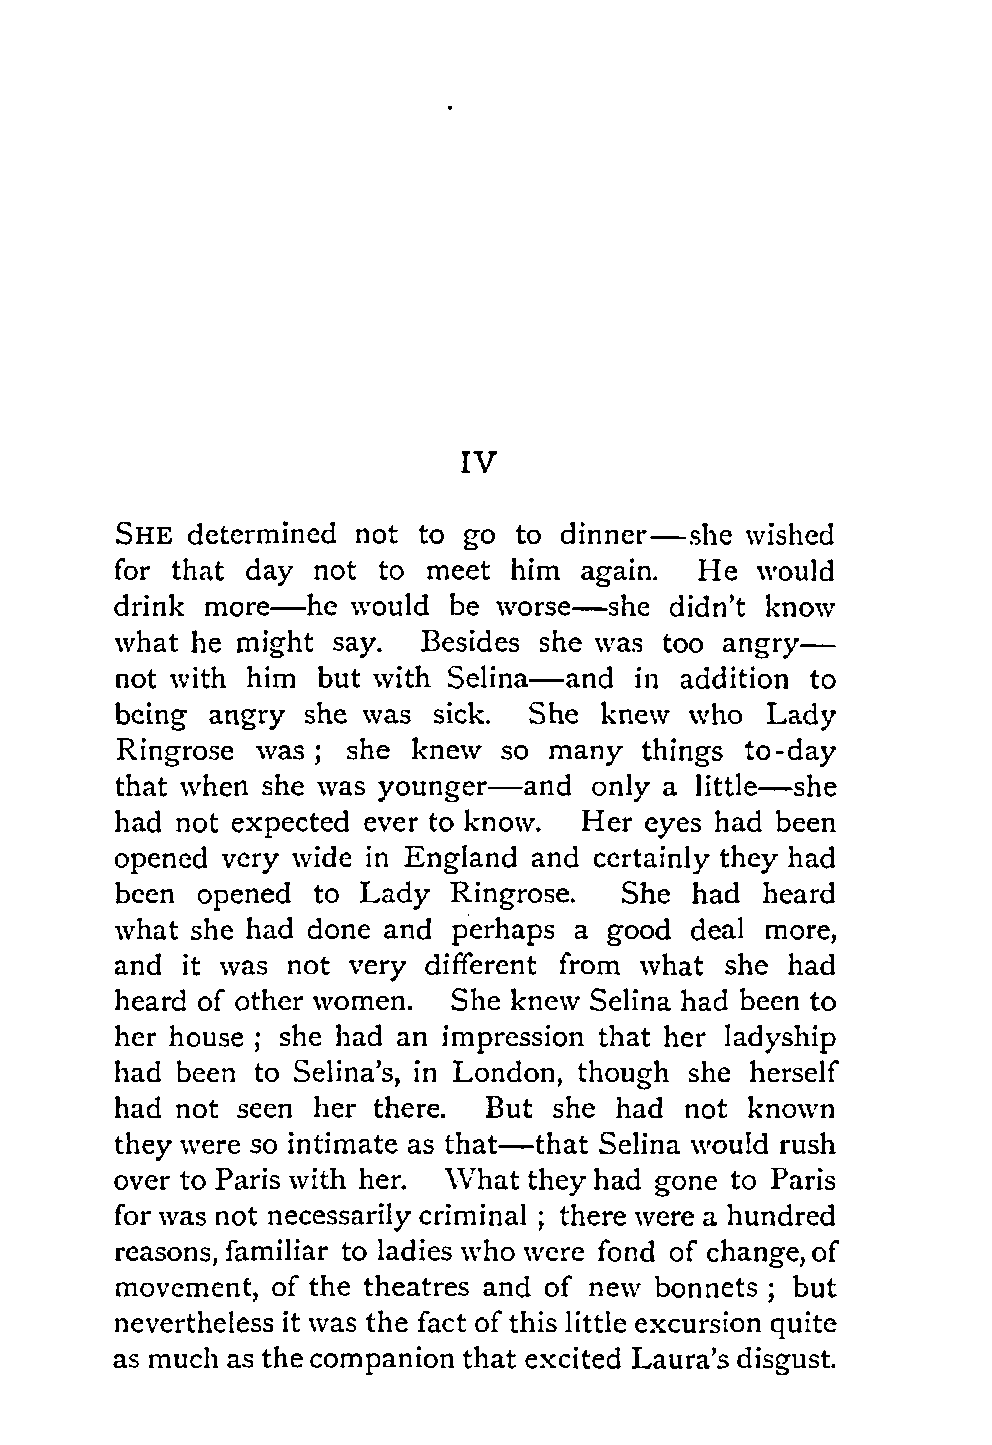 IV
SHE determined not to go to dinner—she wished
for that day not to meet him again. He would
drink more—he would be worse—she didn't know
what he might say. Besides she was too angry—
not with him but with Selina—and in addition to
being angry she was sick. She knew who Lady
Ringrose was ; she knew so many things to-day
that when she was younger—and only a little—she
had not expected ever to know. Her eyes had been
opened very wide in England and certainly they had
been opened to Lady Ringrose. She had heard
what she had done and perhaps a good deal more,
and it was not very different from what she had
heard of other women. She knew Selina had been to
her house ; she had an impression that her ladyship
had been to Selina's, in London, though she herself
had not seen her there. But she had not known
they were so intimate as that—that Selina would rush
over to Paris with her. What they had gone to Paris
for was not necessarily criminal ; there were a hundred
reasons, familiar to ladies who were fond of change, of
movement, of the theatres and of new bonnets ; but
nevertheless it was the fact of this little excursion quite
as much as the companion that excited Laura's disgust.